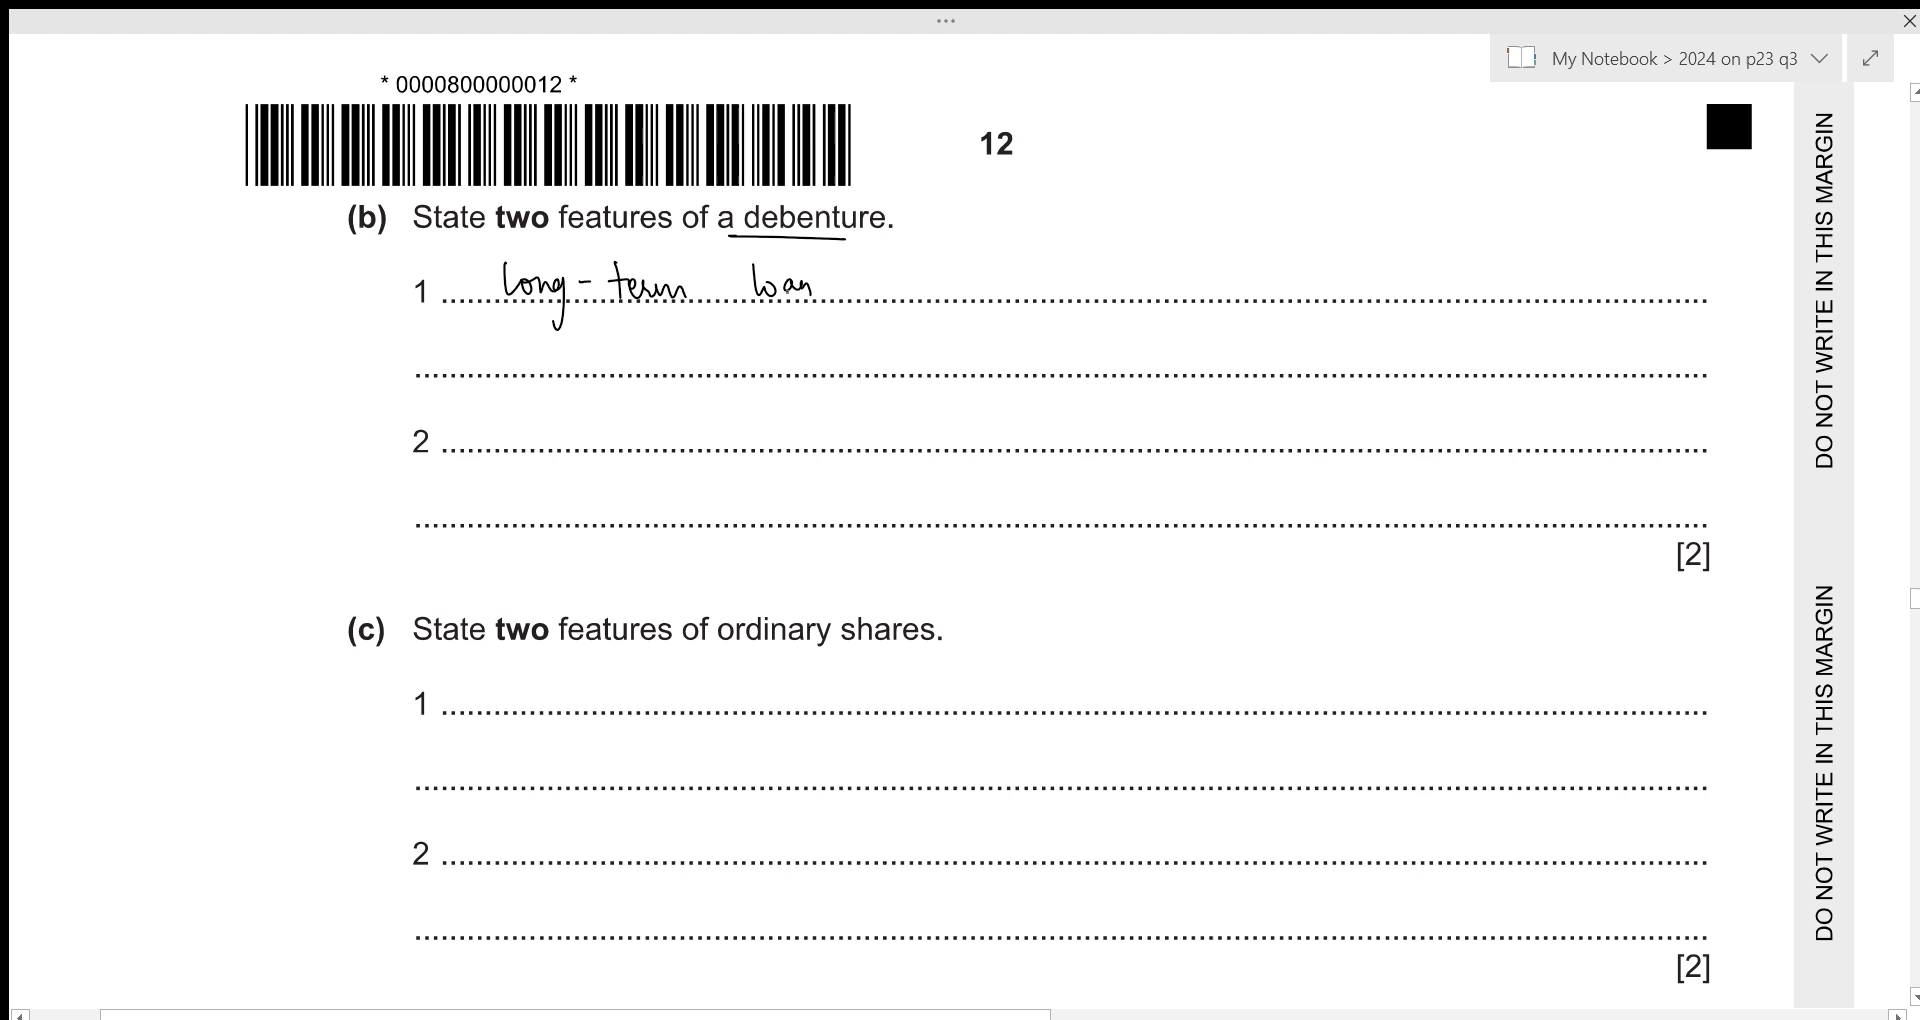 My Notebook > 2024 on p23 q3
* 0000800000012 *
12
(b) State two features of a debenture.
1 long-term loan
2
[2]
(c) State two features of ordinary shares.
1
2
[2]
DO NOT WRITE IN THIS MARGIN
DO NOT WRITE IN THIS MARGIN